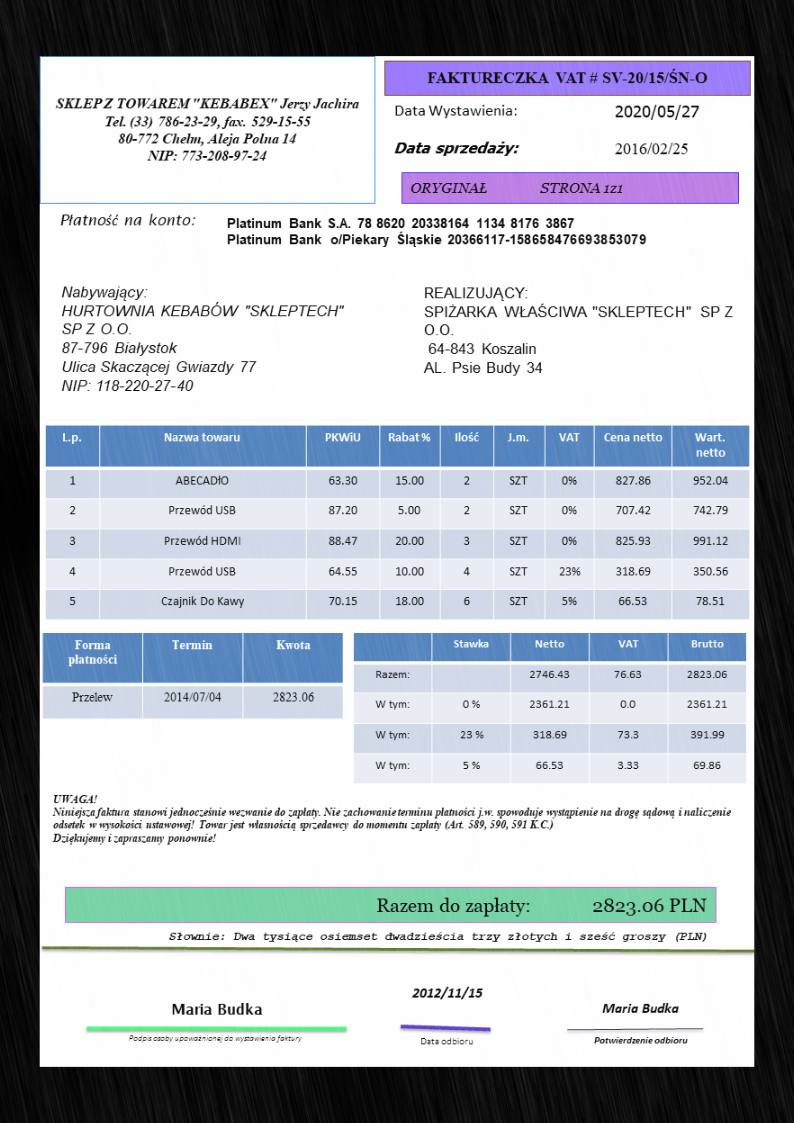 SKLEP Z TOWAREM "KEBABEX" Jerzy Jachira
Tel. (33) 786-23-29, fax. 529-15-55
80-772 Chełm, Aleja Polna 14
NIP: 773-208-97-24
FAKTURECZKA VAT # SV-20/15/ŚN-O
Data Wystawienia: 2020/05/27
Data sprzedaży: 2016/02/25
ORYGINAŁ STRONA 1z1
Płatność na konto:
Platinum Bank S.A. 78 8620 20338164 1134 8176 3867
Platinum Bank o/Piekary Śląskie 20366117-158658476693853079
Nabywający:
HURTOWNIA KEBABÓW "SKLEPTECH"
SP Z O.O.
87-796 Białystok
Ulica Skaczącej Gwiazdy 77
NIP: 118-220-27-40
REALIZUJĄCY:
SPIŻARKA WŁAŚCIWA "SKLEPTECH" SP Z
O.O.
64-843 Koszalin
AL. Psie Budy 34
L.p. Nazwa towaru PKWiU Rabat % Ilość J.m. VAT Cena netto Wart. netto
1 ABECADłO 63.30 15.00 2 SZT 0% 827.86 952.04
2 Przewód USB 87.20 5.00 2 SZT 0% 707.42 742.79
3 Przewód HDMI 88.47 20.00 3 SZT 0% 825.93 991.12
4 Przewód USB 64.55 10.00 4 SZT 23% 318.69 350.56
5 Czajnik Do Kawy 70.15 18.00 6 SZT 5% 66.53 78.51
Forma płatności Termin Kwota
Przelew 2014/07/04 2823.06
Stawka Netto VAT Brutto
Razem: 2746.43 76.63 2823.06
W tym: 0 % 2361.21 0.0 2361.21
W tym: 23 % 318.69 73.3 391.99
W tym: 5 % 66.53 3.33 69.86
UWAGA!
Niniejsza faktura stanowi jednocześnie wezwanie do zapłaty. Nie zachowanie terminu płatności j.w. spowoduje wystąpienie na drogę sądową i naliczenie
odsetek w wysokości ustawowej! Towar jest własnością sprzedawcy do momentu zapłaty (Art. 589, 590, 591 K.C.)
Dziękujemy i zapraszamy ponownie!
Razem do zapłaty: 2823.06 PLN
Słownie: Dwa tysiące osiemset dwadzieścia trzy złotych i sześć groszy (PLN)
Maria Budka
Podpis osoby upoważnionej do wystawienia faktury
2012/11/15
Data odbioru
Maria Budka
Potwierdzenie odbioru